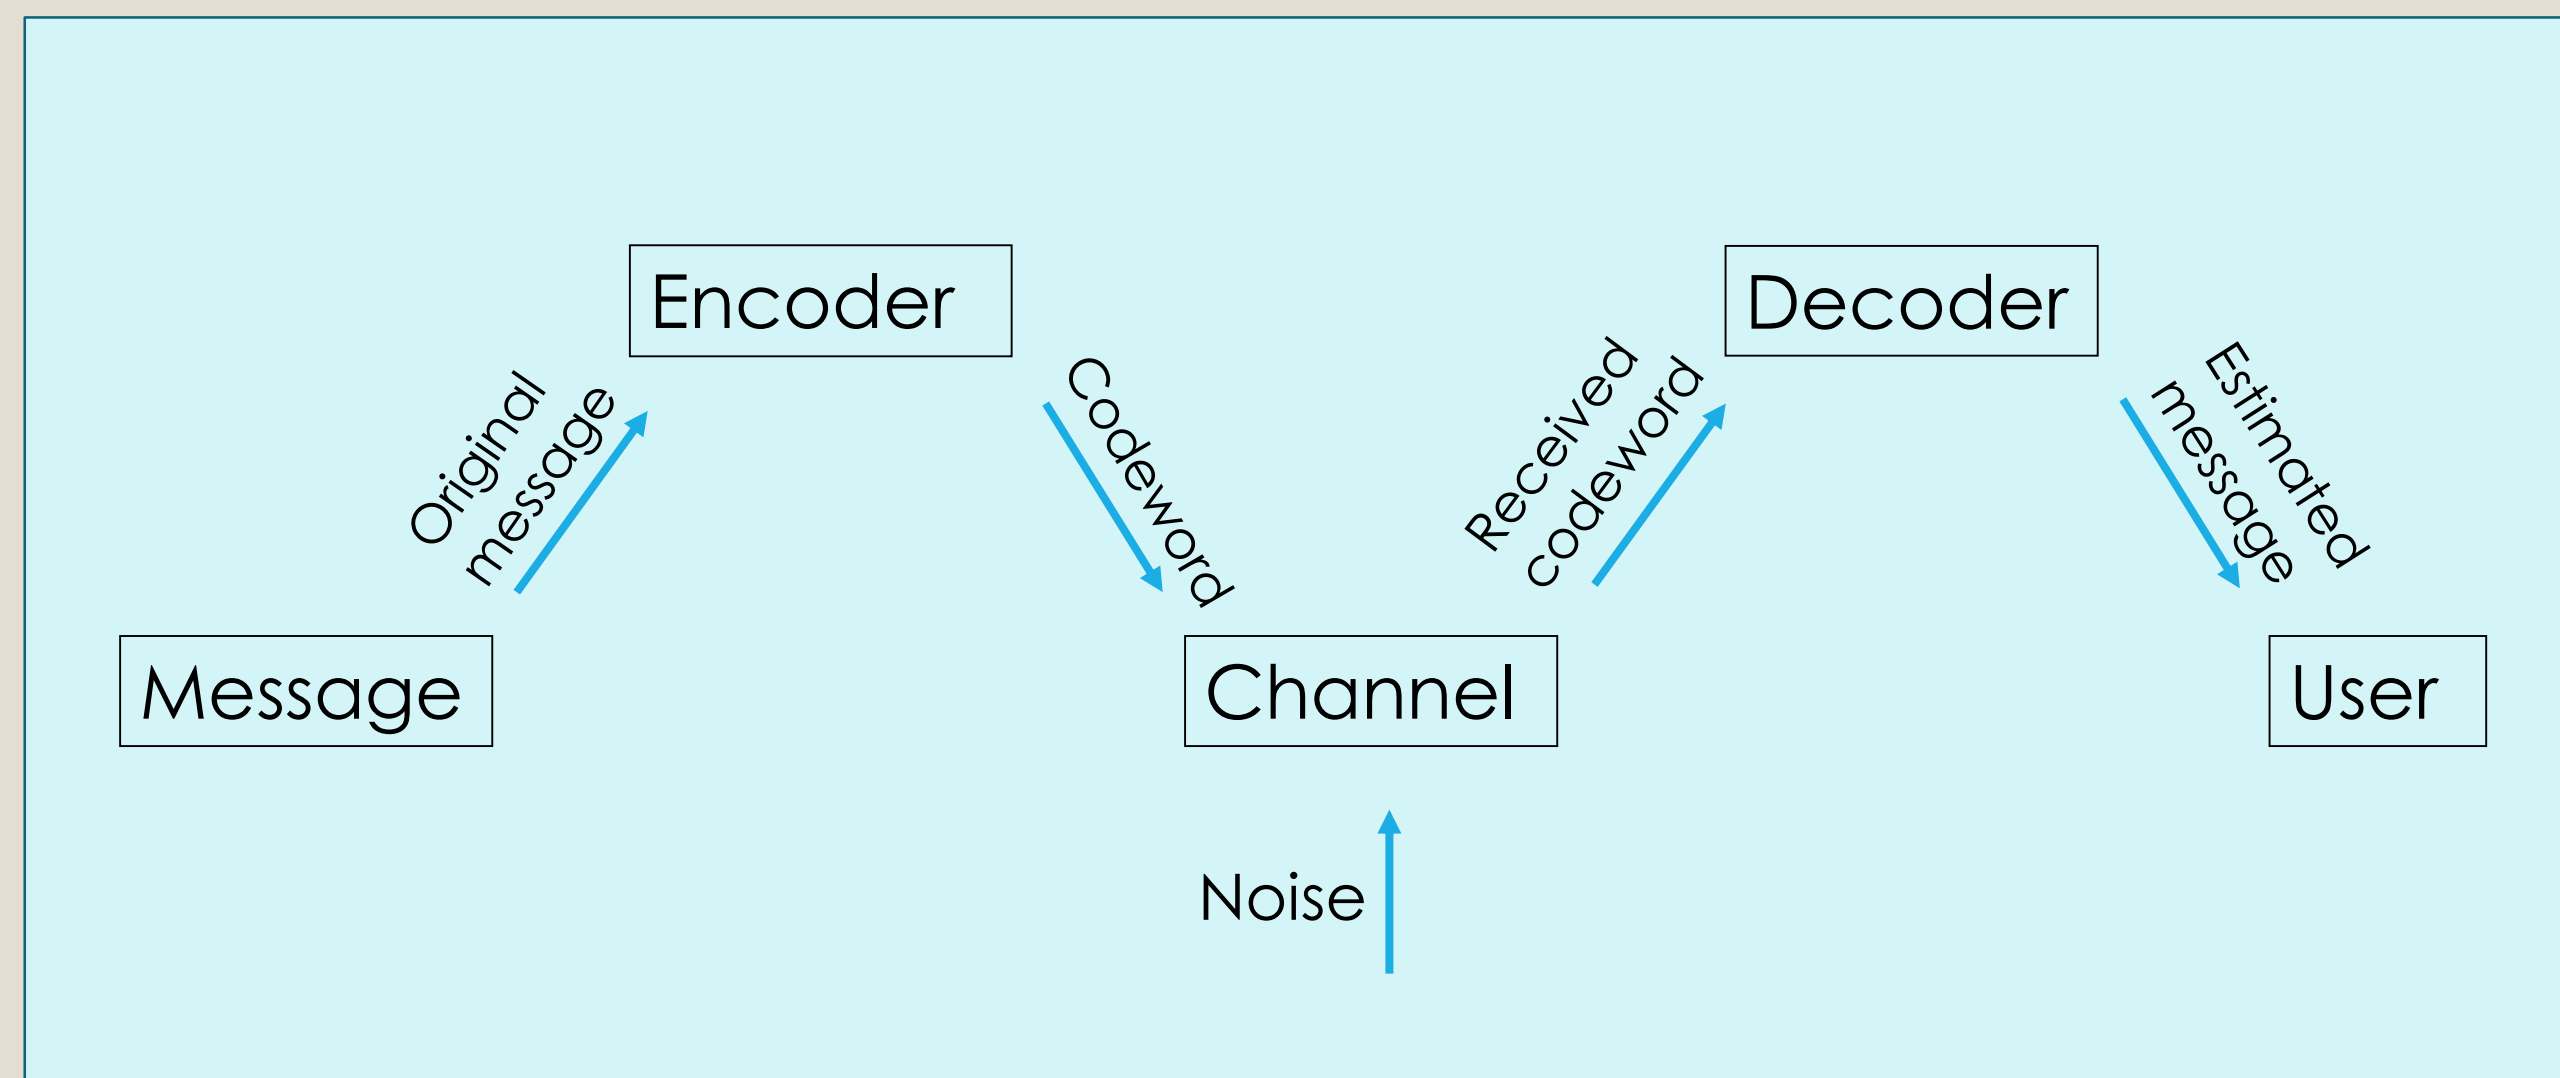 Encoder
Decoder
Original
message
Codeword
Received
codeword
Estimated
message
Message
Channel
User
Noise